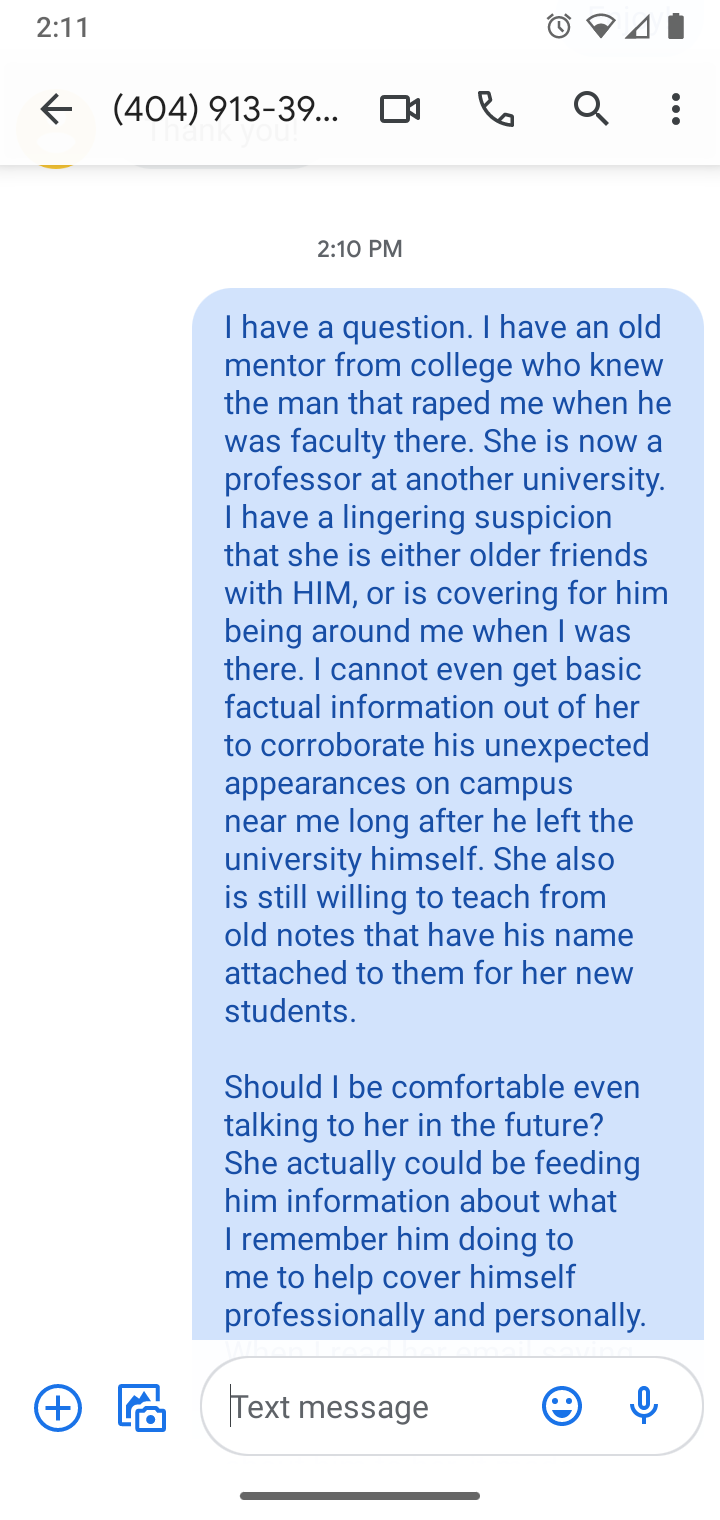 2:11
(404) 913-39...
Thank you!
2:10 PM
I have a question. I have an old
mentor from college who knew
the man that raped me when he
was faculty there. She is now a
professor at another university.
I have a lingering suspicion
that she is either older friends
with HIM, or is covering for him
being around me when I was
there. I cannot even get basic
factual information out of her
to corroborate his unexpected
appearances on campus
near me long after he left the
university himself. She also
is still willing to teach from
old notes that have his name
attached to them for her new
students.
Should I be comfortable even
talking to her in the future?
She actually could be feeding
him information about what
I remember him doing to
me to help cover himself
professionally and personally.
When I read her email saying
Text message